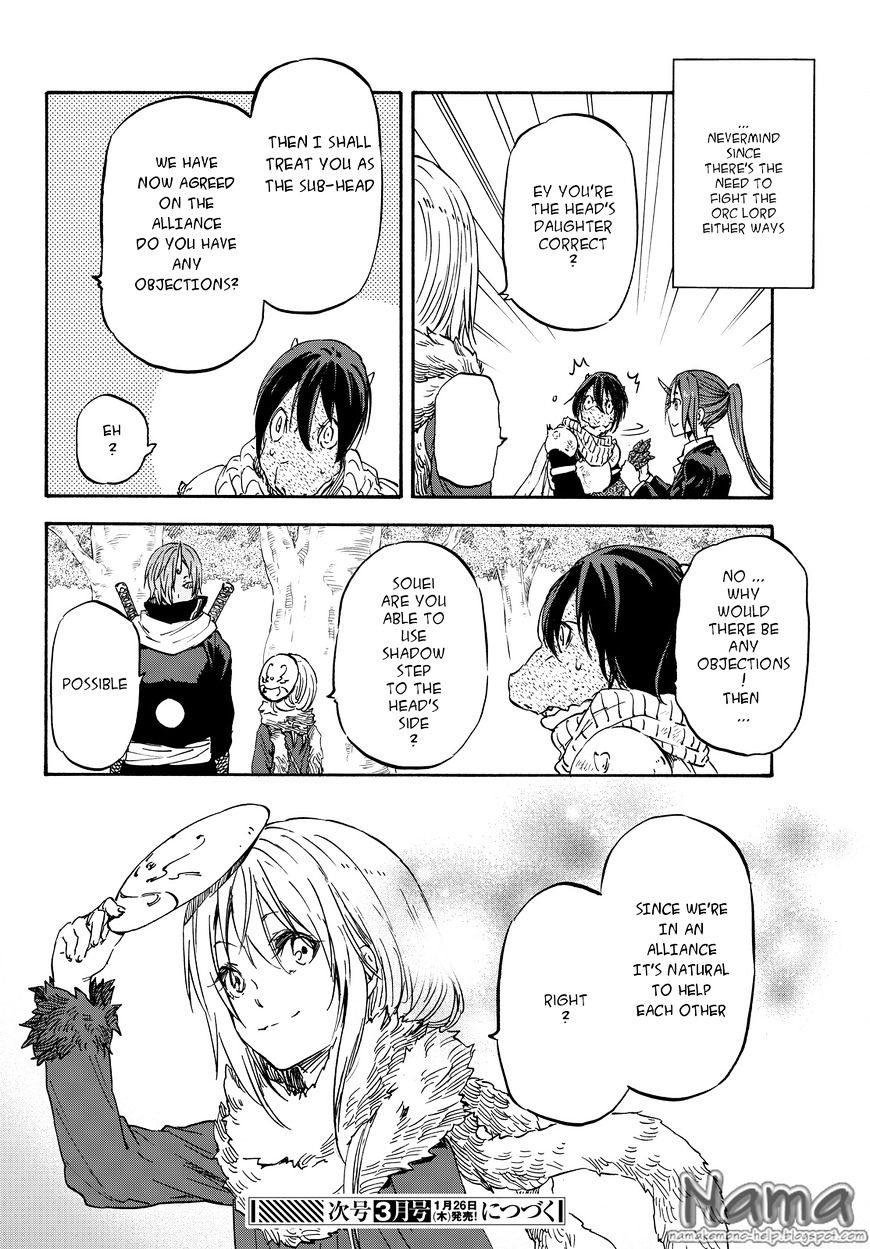 ...
NEVERMIND
SINCE
THERE'S THE
NEED TO
FIGHT THE
ORC LORD
EITHER WAYS
EY YOU'RE
THE HEAD'S
DAUGHTER
CORRECT
?
THEN I SHALL
TREAT YOU AS
THE SUB-HEAD
WE HAVE
NOW AGREED
ON THE
ALLIANCE
DO YOU HAVE
ANY
OBJECTIONS?
EH
?
NO ...
WHY
WOULD
THERE BE
ANY
OBJECTIONS
!
THEN
...
SOUEI
ARE YOU
ABLE TO
USE
SHADOW
STEP
TO THE
HEAD'S
SIDE
?
POSSIBLE
SINCE WE'RE
IN AN
ALLIANCE
IT'S NATURAL
TO HELP
EACH OTHER
RIGHT
?
次号3月号1月26日(木)発売!につづく
Nama
namakemono-help.blogspot.com